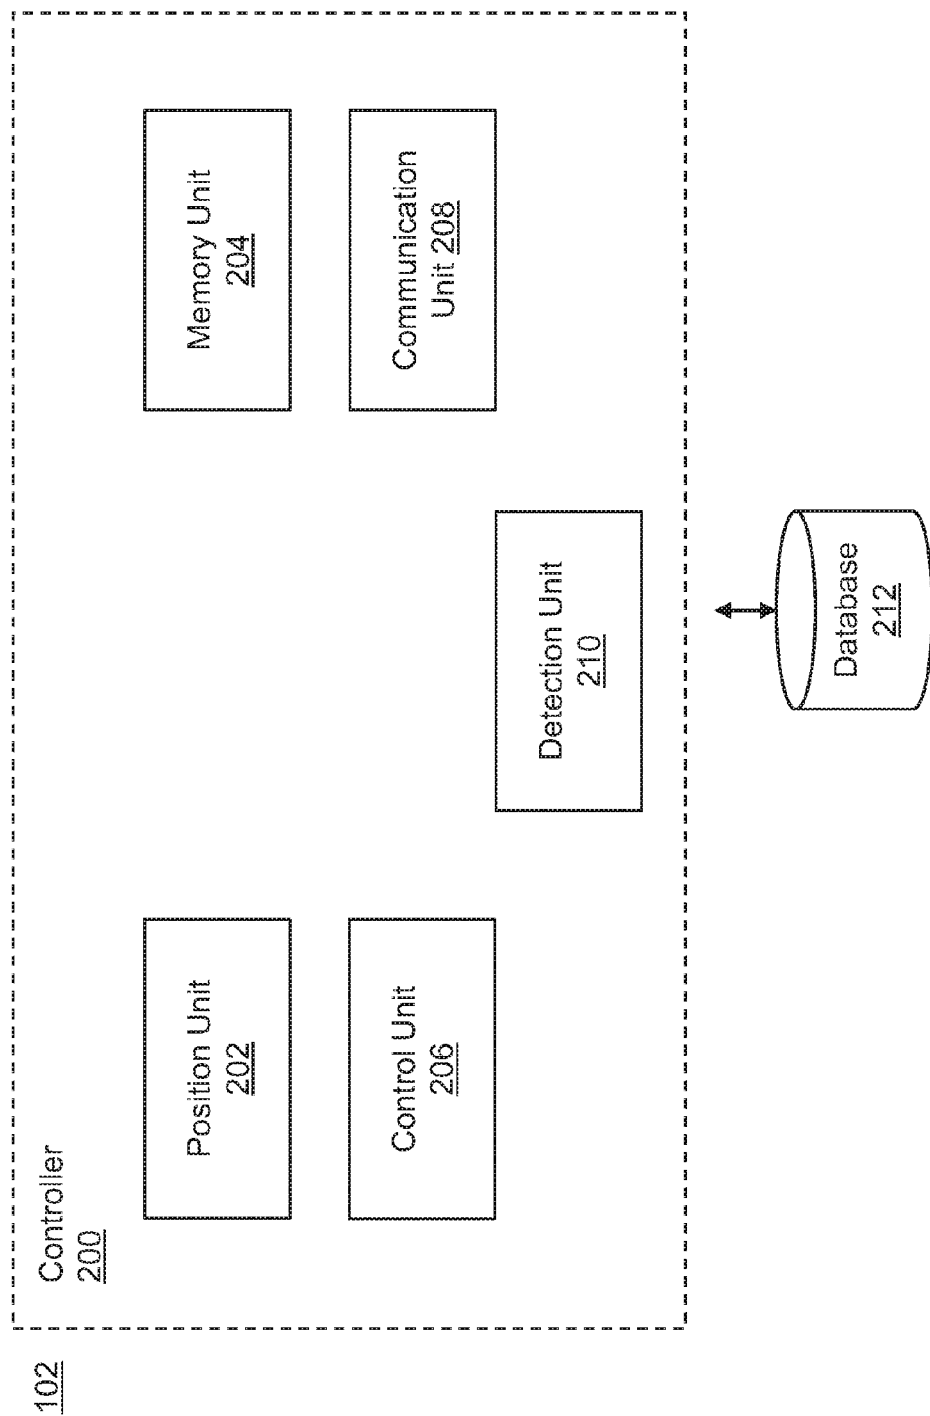 102
Controller
200
Position Unit
202
Memory Unit
204
Control Unit
206
Communication
Unit 208
Detection Unit
210
Database
212